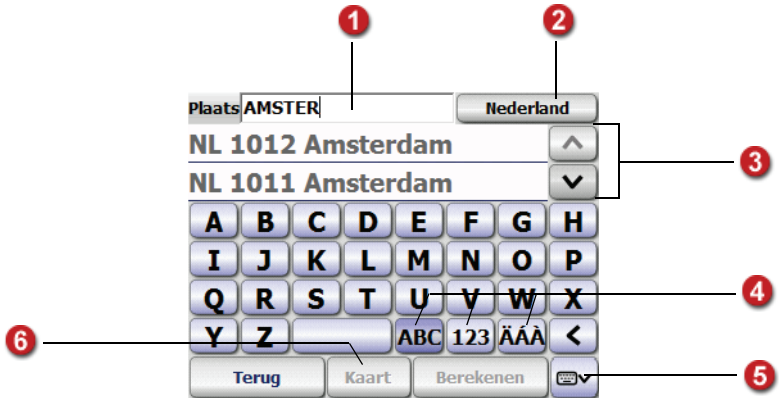 1 2
Plaats AMSTER Nederland
NL 1012 Amsterdam
3
NL 1011 Amsterdam
A B C D E F G H
I J K L M N O P
4
Q R S T U V W X
6
Y Z ABC 123 ÄÁÀ <
Terug Kaart Berekenen
5